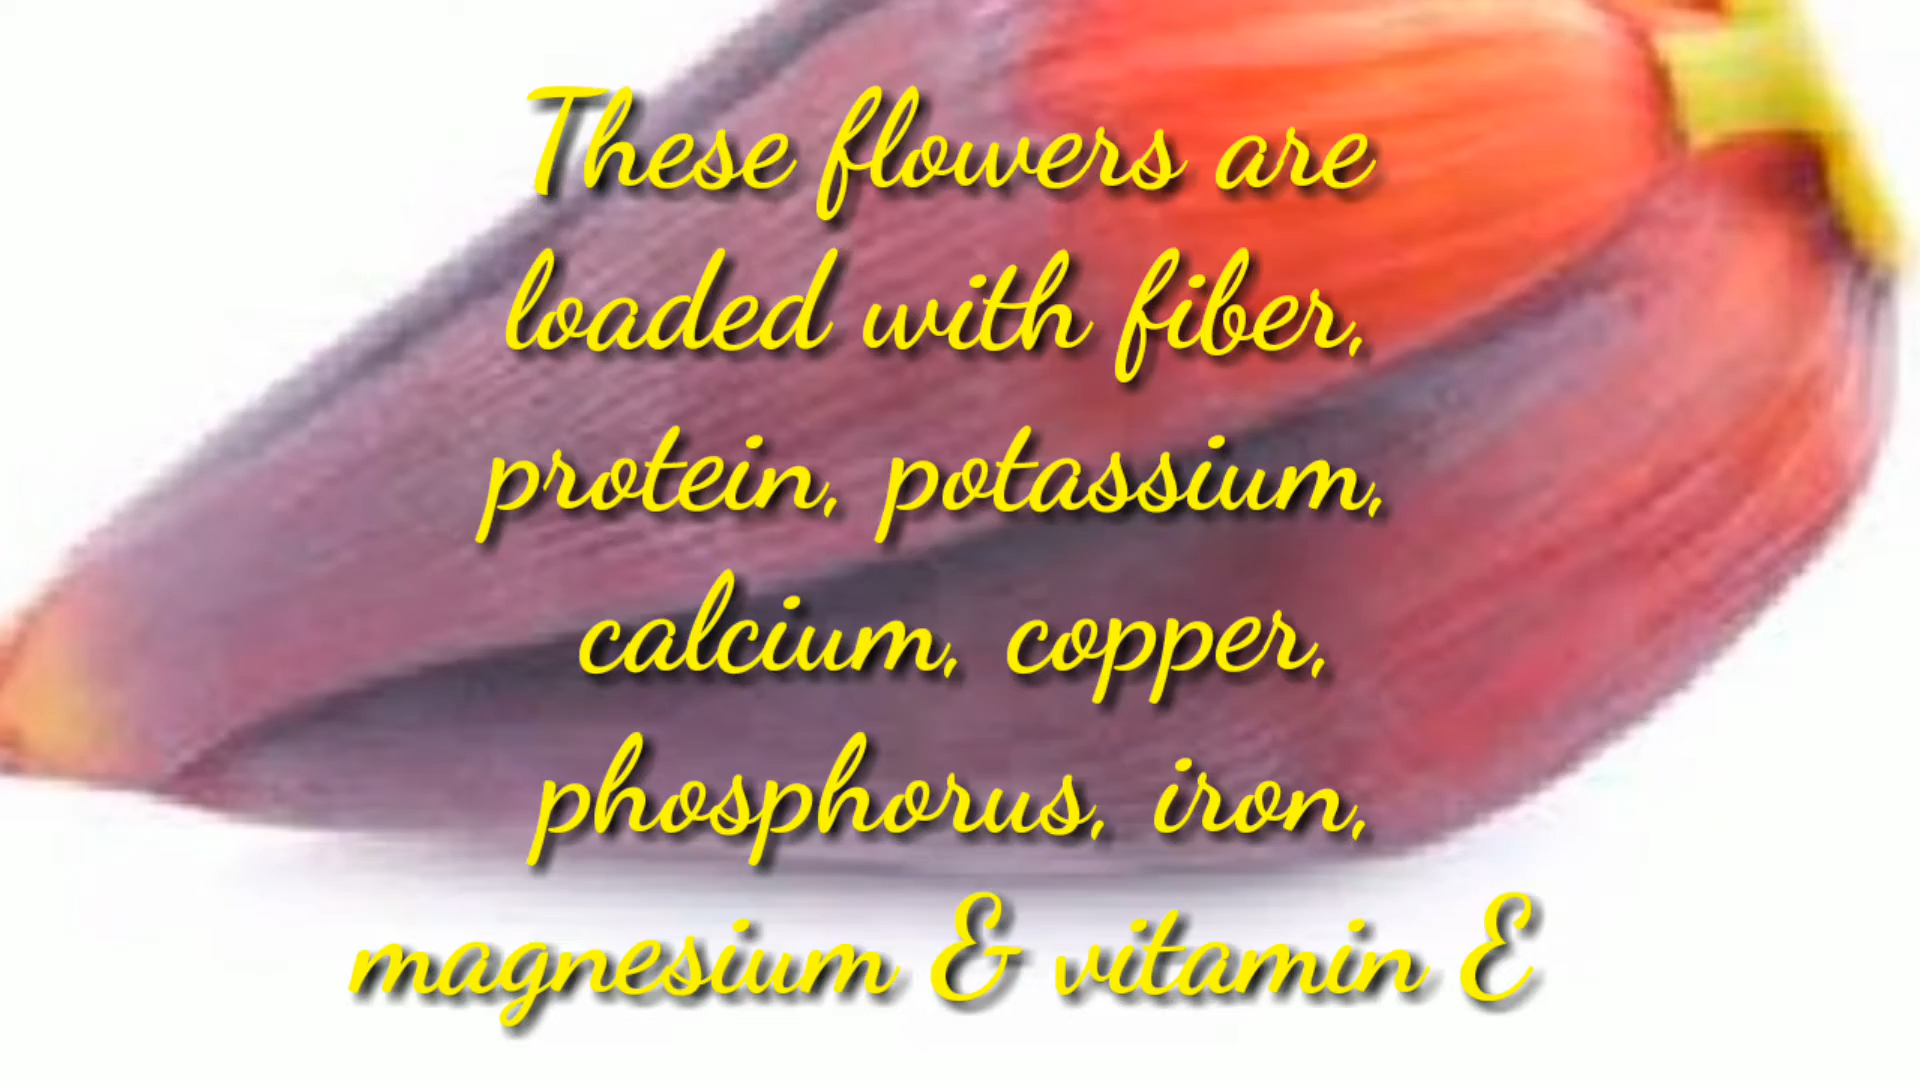 These flowers are
loaded with fiber,
protein, potassium,
calcium, copper,
phosphorus, iron,
magnesium & vitamin E